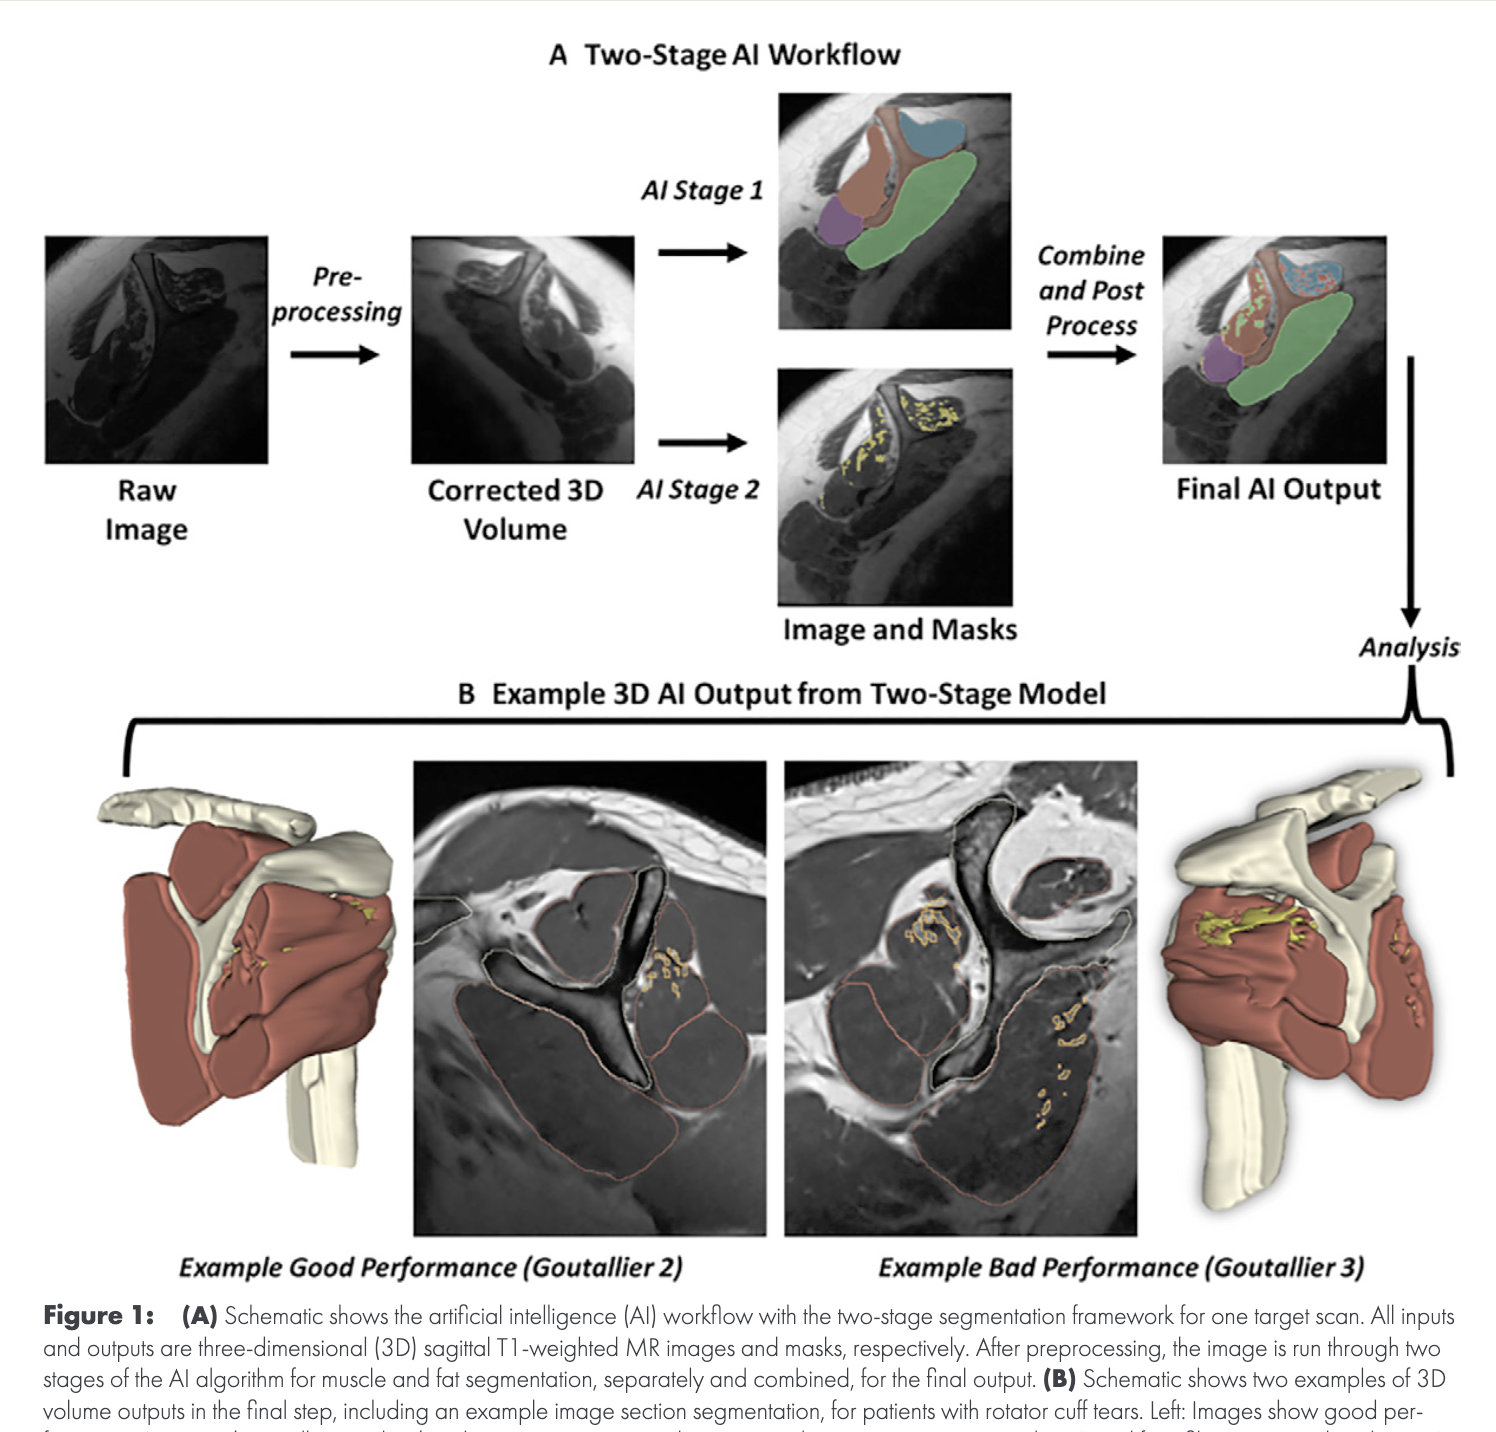 A Two-Stage AI Workflow
AI Stage 1
Pre-
processing
Combine
and Post
Process
Raw
Image
Corrected 3D
Volume
AI Stage 2
Final AI Output
Image and Masks
Analysis
B Example 3D AI Output from Two-Stage Model
Example Good Performance (Goutallier 2)
Example Bad Performance (Goutallier 3)
Figure 1: (A) Schematic shows the artificial intelligence (AI) workflow with the two-stage segmentation framework for one target scan. All inputs
and outputs are three-dimensional (3D) sagittal T1-weighted MR images and masks, respectively. After preprocessing, the image is run through two
stages of the AI algorithm for muscle and fat segmentation, separately and combined, for the final output. (B) Schematic shows two examples of 3D
volume outputs in the final step, including an example image section segmentation, for patients with rotator cuff tears. Left: Images show good per-